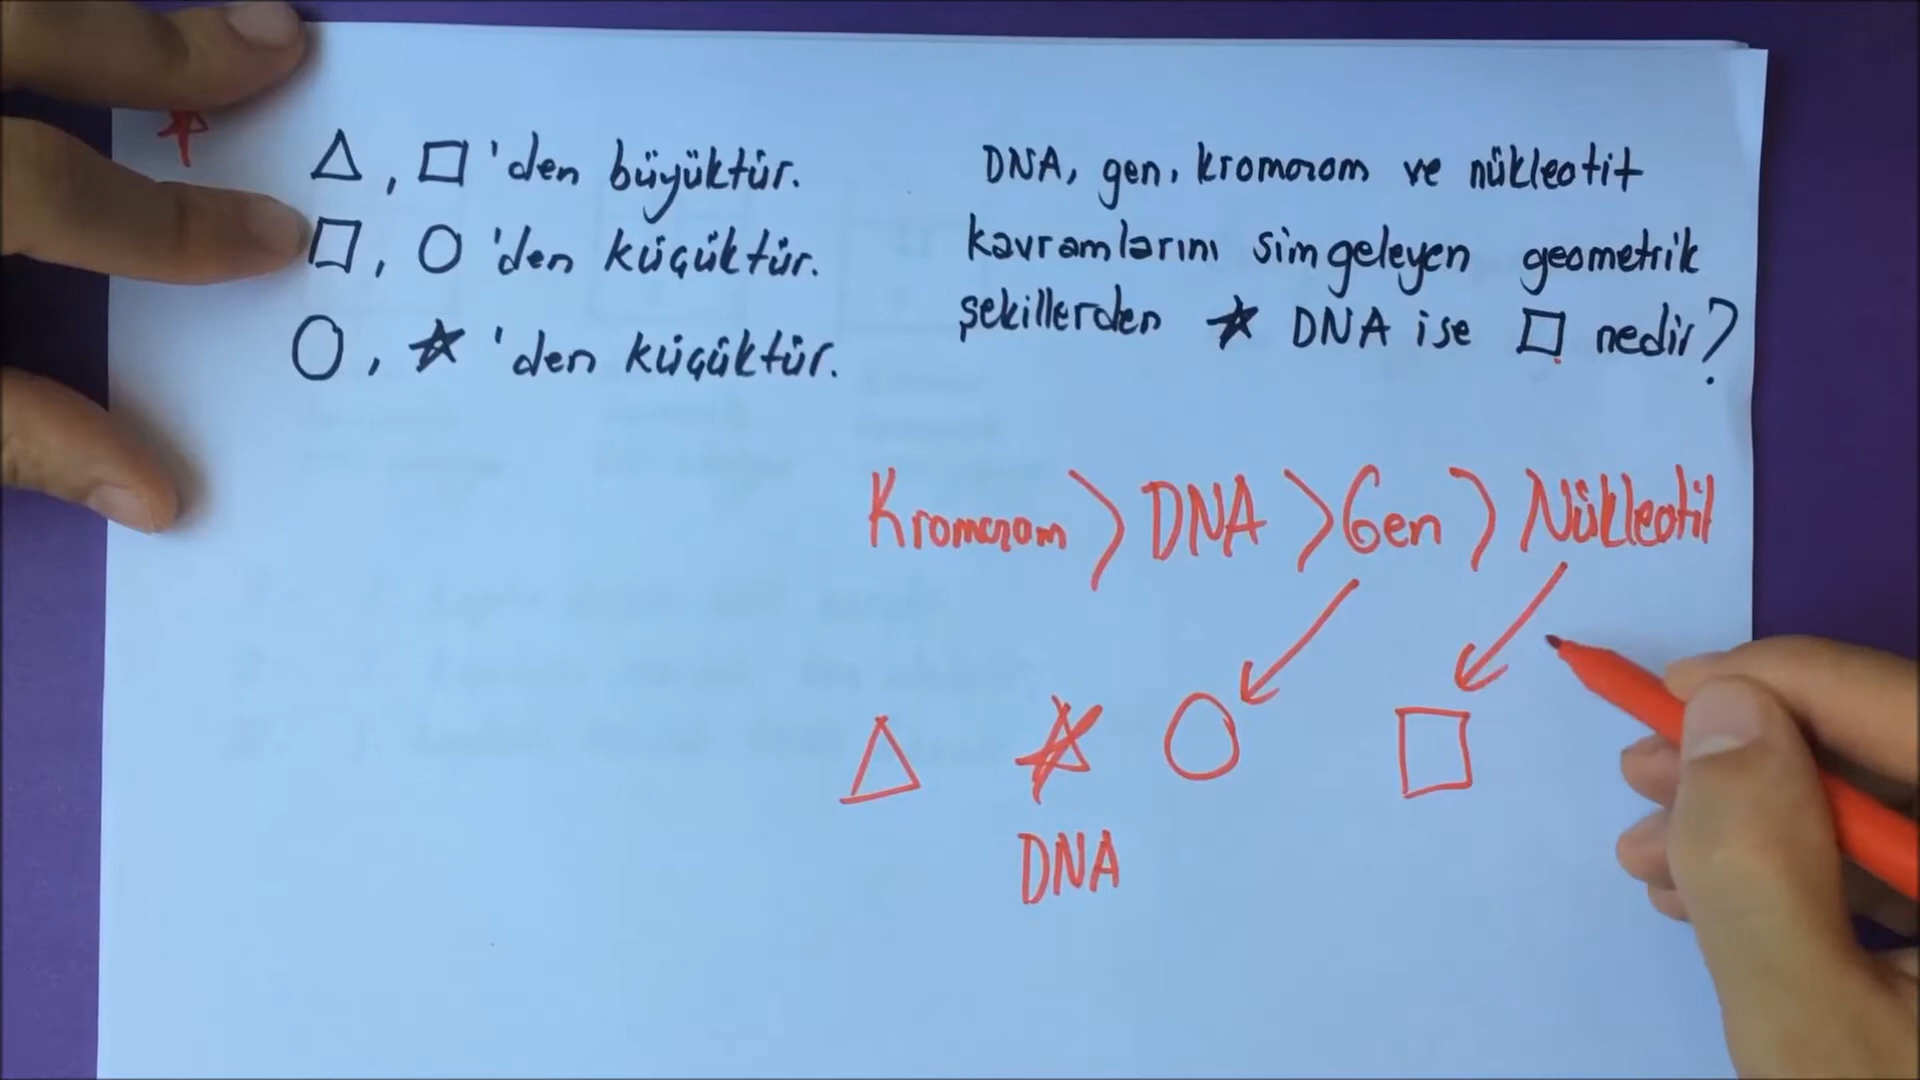 △, □ 'den büyüktür.
□, ○ 'den küçüktür.
○, ☆ 'den küçüktür.
DNA, gen, kromozom ve nükleotit
kavramlarını simgeleyen geometrik
şekillerden ☆ DNA ise □ nedir?
Kromozom > DNA > Gen > Nükleotit
△ ☆ ○ □
DNA